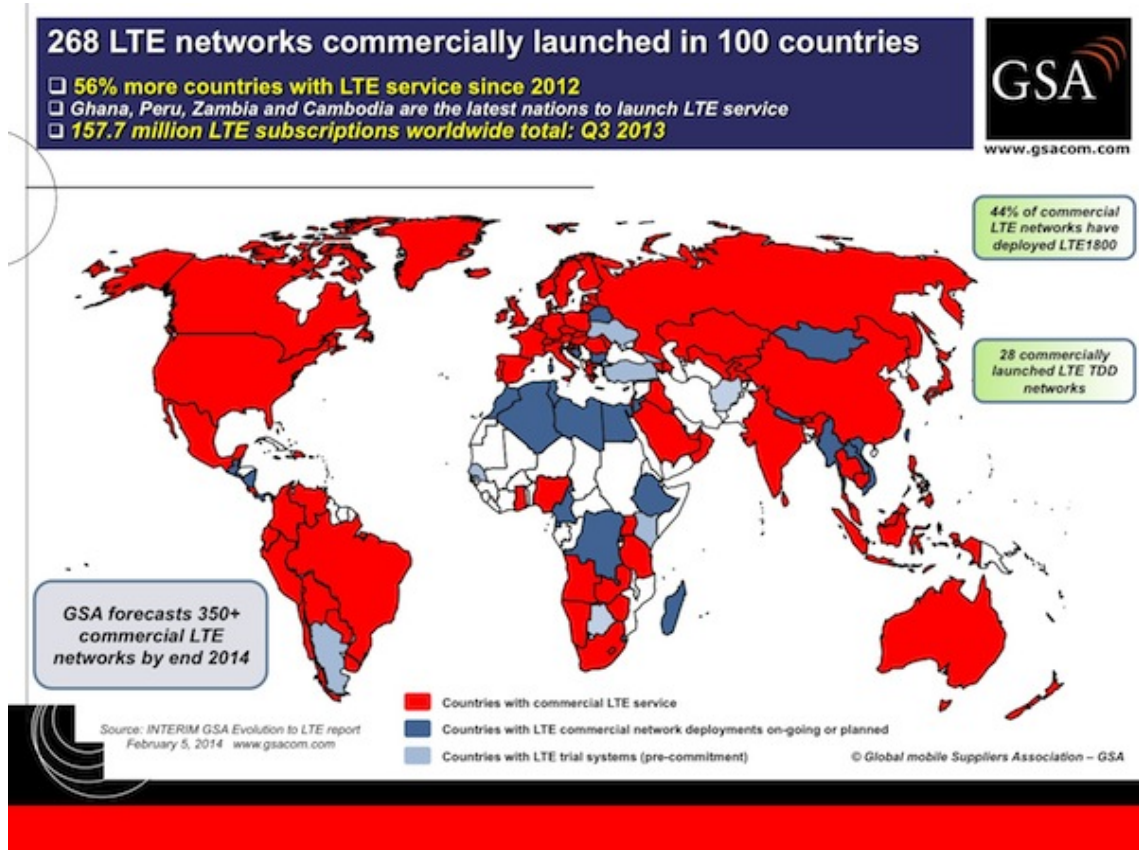 268 LTE networks commercially launched in 100 countries
56% more countries with LTE service since 2012
Ghana, Peru, Zambia and Cambodia are the latest nations to launch LTE service
157.7 million LTE subscriptions worldwide total: Q3 2013
GSA
www.gsacom.com
44% of commercial
LTE networks have
deployed LTE1800
28 commercially
launched LTE TDD
networks
GSA forecasts 350+
commercial LTE
networks by end 2014
Countries with commercial LTE service
Countries with LTE commercial network deployments on-going or planned
Countries with LTE trial systems (pre-commitment)
Source: INTERIM GSA Evolution to LTE report
February 5, 2014 www.gsacom.com
© Global mobile Suppliers Association – GSA